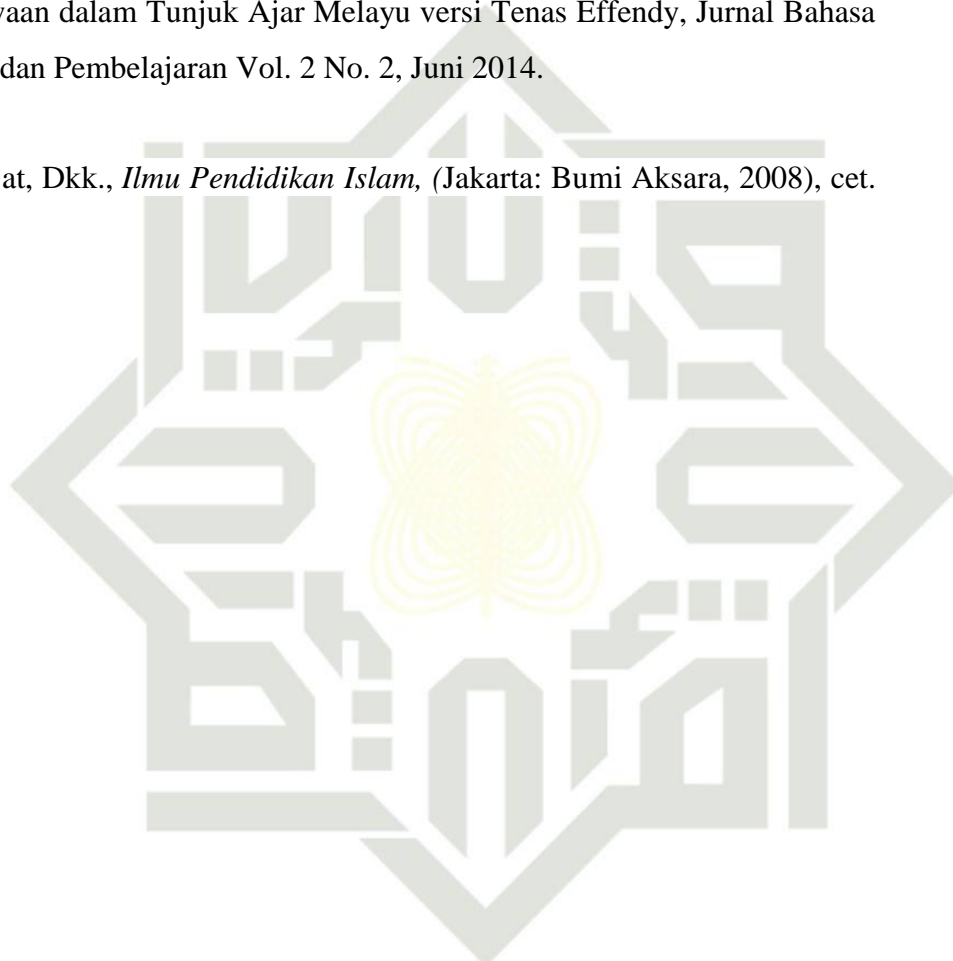 yaan dalam Tunjuk Ajar Melayu versi Tenas Effendy, Jurnal Bahasa
dan Pembelajaran Vol. 2 No. 2, Juni 2014.
at, Dkk., Ilmu Pendidikan Islam, (Jakarta: Bumi Aksara, 2008), cet.